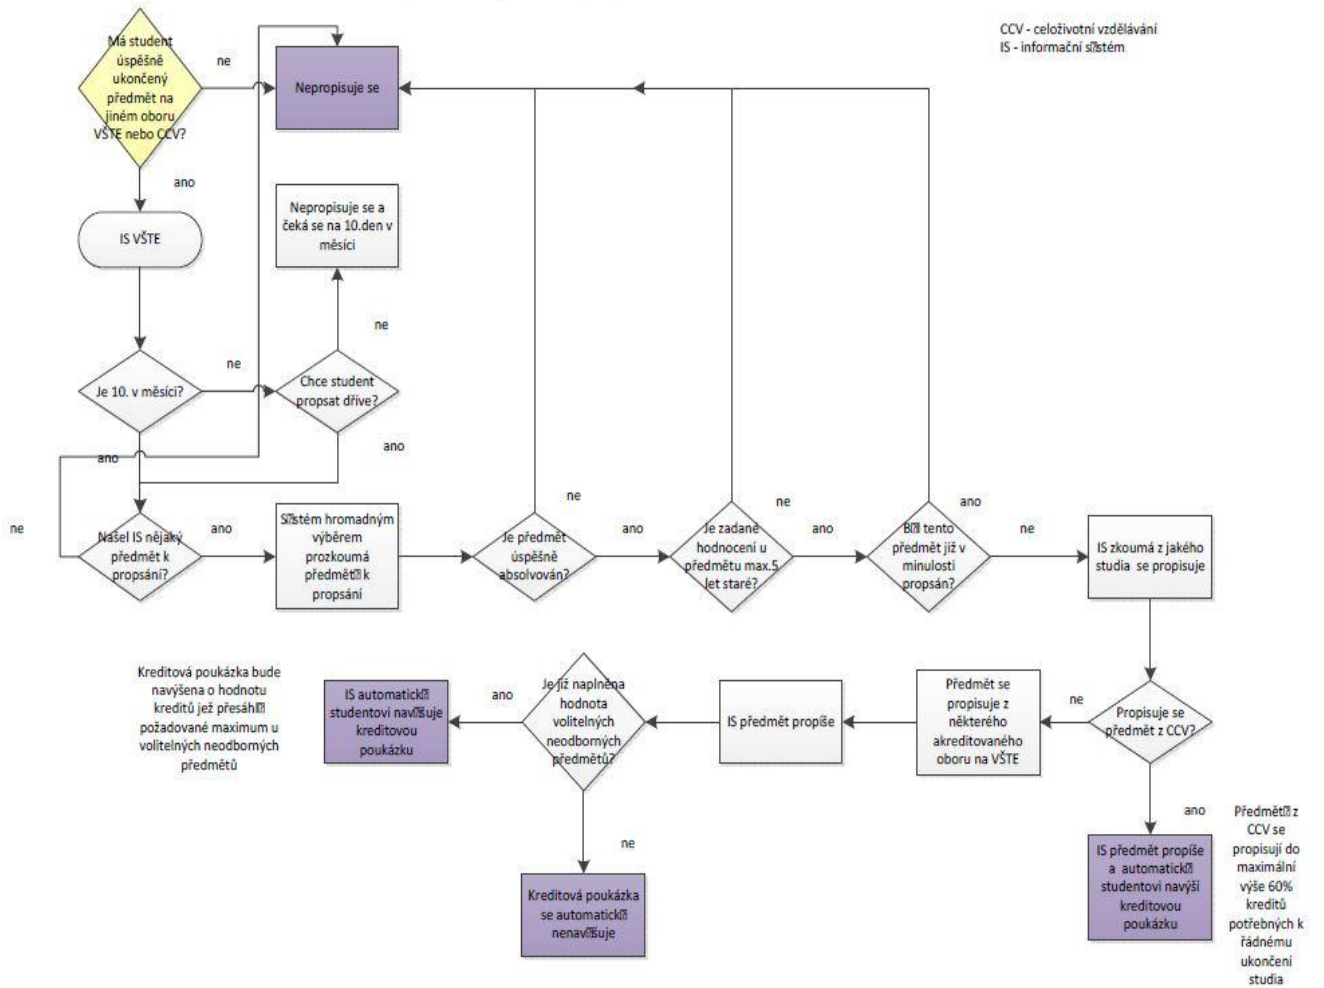 CCV - celoživotní vzdělávání
IS - informační s⍰stém
Má student
úspěšně
ukončený
předmět na
jiném oboru
VŠTE nebo CCV?
ne
Nepropisuje se
ano
IS VŠTE
Nepropisuje se a
čeká se na 10.den v
měsíci
ne
Je 10. v měsíci?
ne
Chce student
propsat dříve?
ano
ano
ne
Našel IS nějaký
předmět k
propsání?
ano
S⍰stém hromadným
výběrem
prozkoumá
předmět⍰ k
propsání
Je předmět
úspěšně
absolvován?
ne
ano
Je zadané
hodnocení u
předmětu max.5
let staré?
ne
ano
B⍰l tento
předmět již v
minulosti
propsán?
ano
ne
IS zkoumá z jakého
studia se propisuje
Kreditová poukázka bude
navýšena o hodnotu
kreditů jež přesáhl⍰
požadované maximum u
volitelných neodborných
předmětů
IS automatick⍰
studentovi nav⍰šuje
kreditovou
poukázku
ano
Je již naplněna
hodnota
volitelných
neodborných
předmětů?
IS předmět propíše
Předmět se
propisuje z
některého
akreditovaného
oboru na VŠTE
ne
Propisuje se
předmět z CCV?
ne
Kreditová poukázka
se automatick⍰
nenav⍰šuje
ano
IS předmět propíše
a automatick⍰
studentovi navýší
kreditovou
poukázku
Předmět⍰ z
CCV se
propisují do
maximální
výše 60%
kreditů
potřebných k
řádnému
ukončení
studia